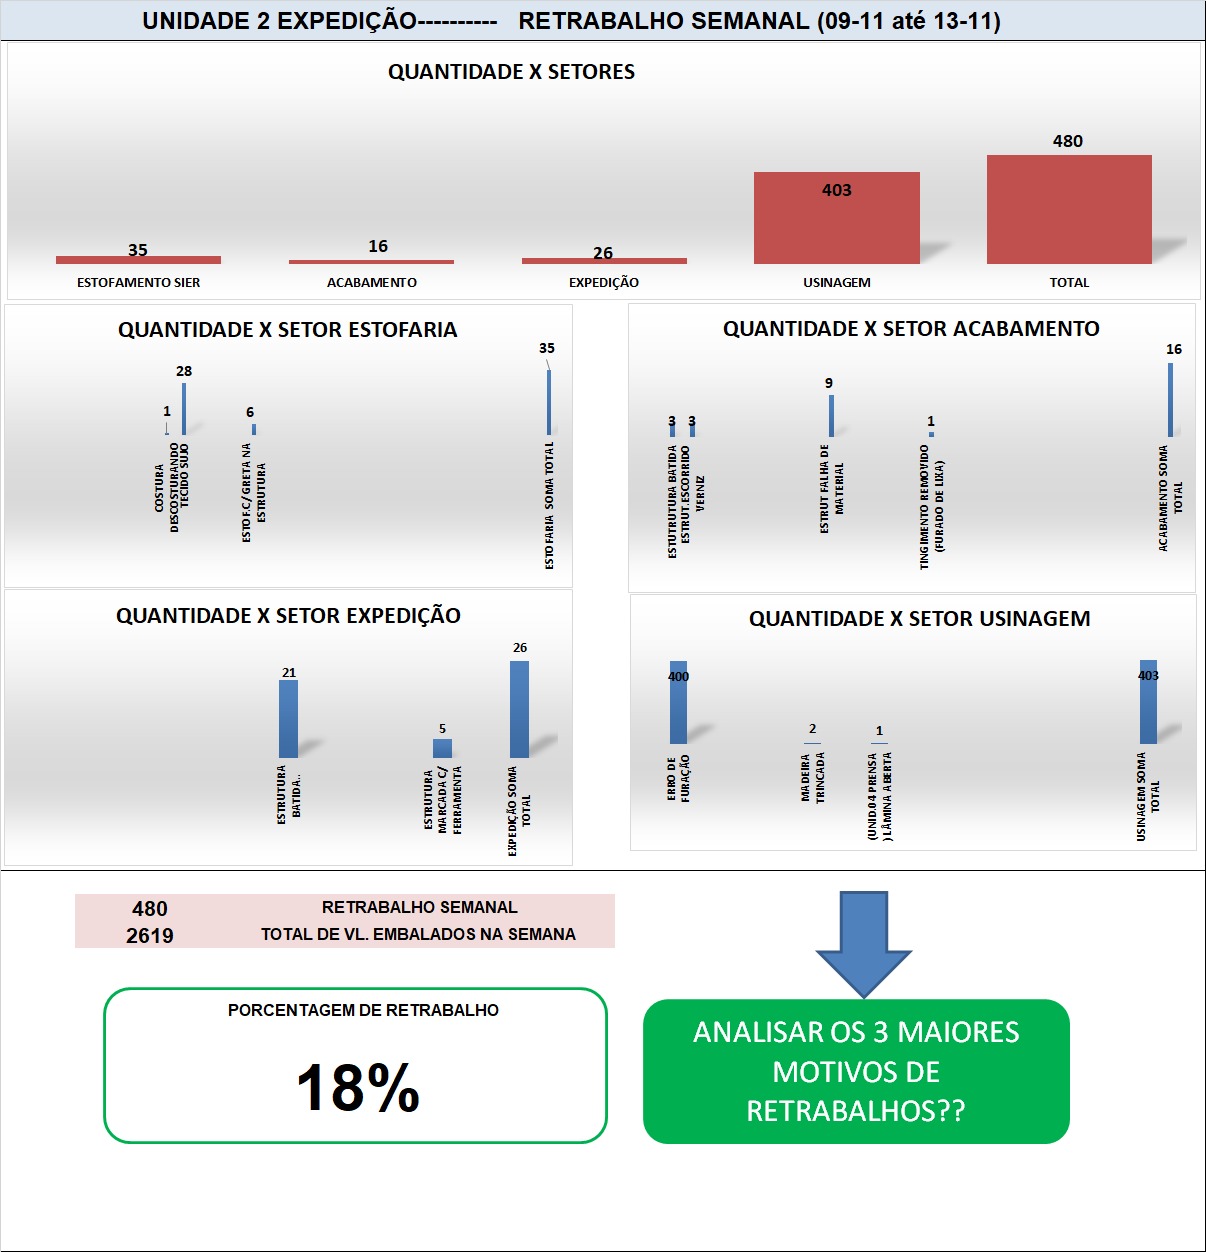 UNIDADE 2 EXPEDIÇÃO---------- RETRABALHO SEMANAL (09-11 até 13-11)
QUANTIDADE X SETORES
35
16
26
403
480
ESTOFAMENTO SIER
ACABAMENTO
EXPEDIÇÃO
USINAGEM
TOTAL
QUANTIDADE X SETOR ESTOFARIA
1
28
6
35
COSTURA
DESCOSTURANDO
TECIDO SUJO
ESTOF.C/ GRETA NA
ESTRUTURA
ESTOFARIA SOMA TOTAL
QUANTIDADE X SETOR ACABAMENTO
3
3
9
1
16
ESTUTRUTURA BATIDA
ESTRUT.ESCORRIDO
VERNIZ
ESTRUT FALHA DE
MATERIAL
TINGIMENTO REMOVIDO
(FURADO DE LIXA)
ACABAMENTO SOMA
TOTAL
QUANTIDADE X SETOR EXPEDIÇÃO
21
5
26
ESTRUTURA
BATIDA..
ESTRUTURA
MARCADA C/
FERRAMENTA
EXPEDIÇÃO SOMA
TOTAL
QUANTIDADE X SETOR USINAGEM
400
2
1
403
ERRO DE
FURAÇÃO
MADEIRA
TRINCADA
(UNID.04 PRENSA
) LÂMINA ABERTA
USINAGEM SOMA
TOTAL
480 RETRABALHO SEMANAL
2619 TOTAL DE VL. EMBALADOS NA SEMANA
PORCENTAGEM DE RETRABALHO
18%
ANALISAR OS 3 MAIORES
MOTIVOS DE
RETRABALHOS??